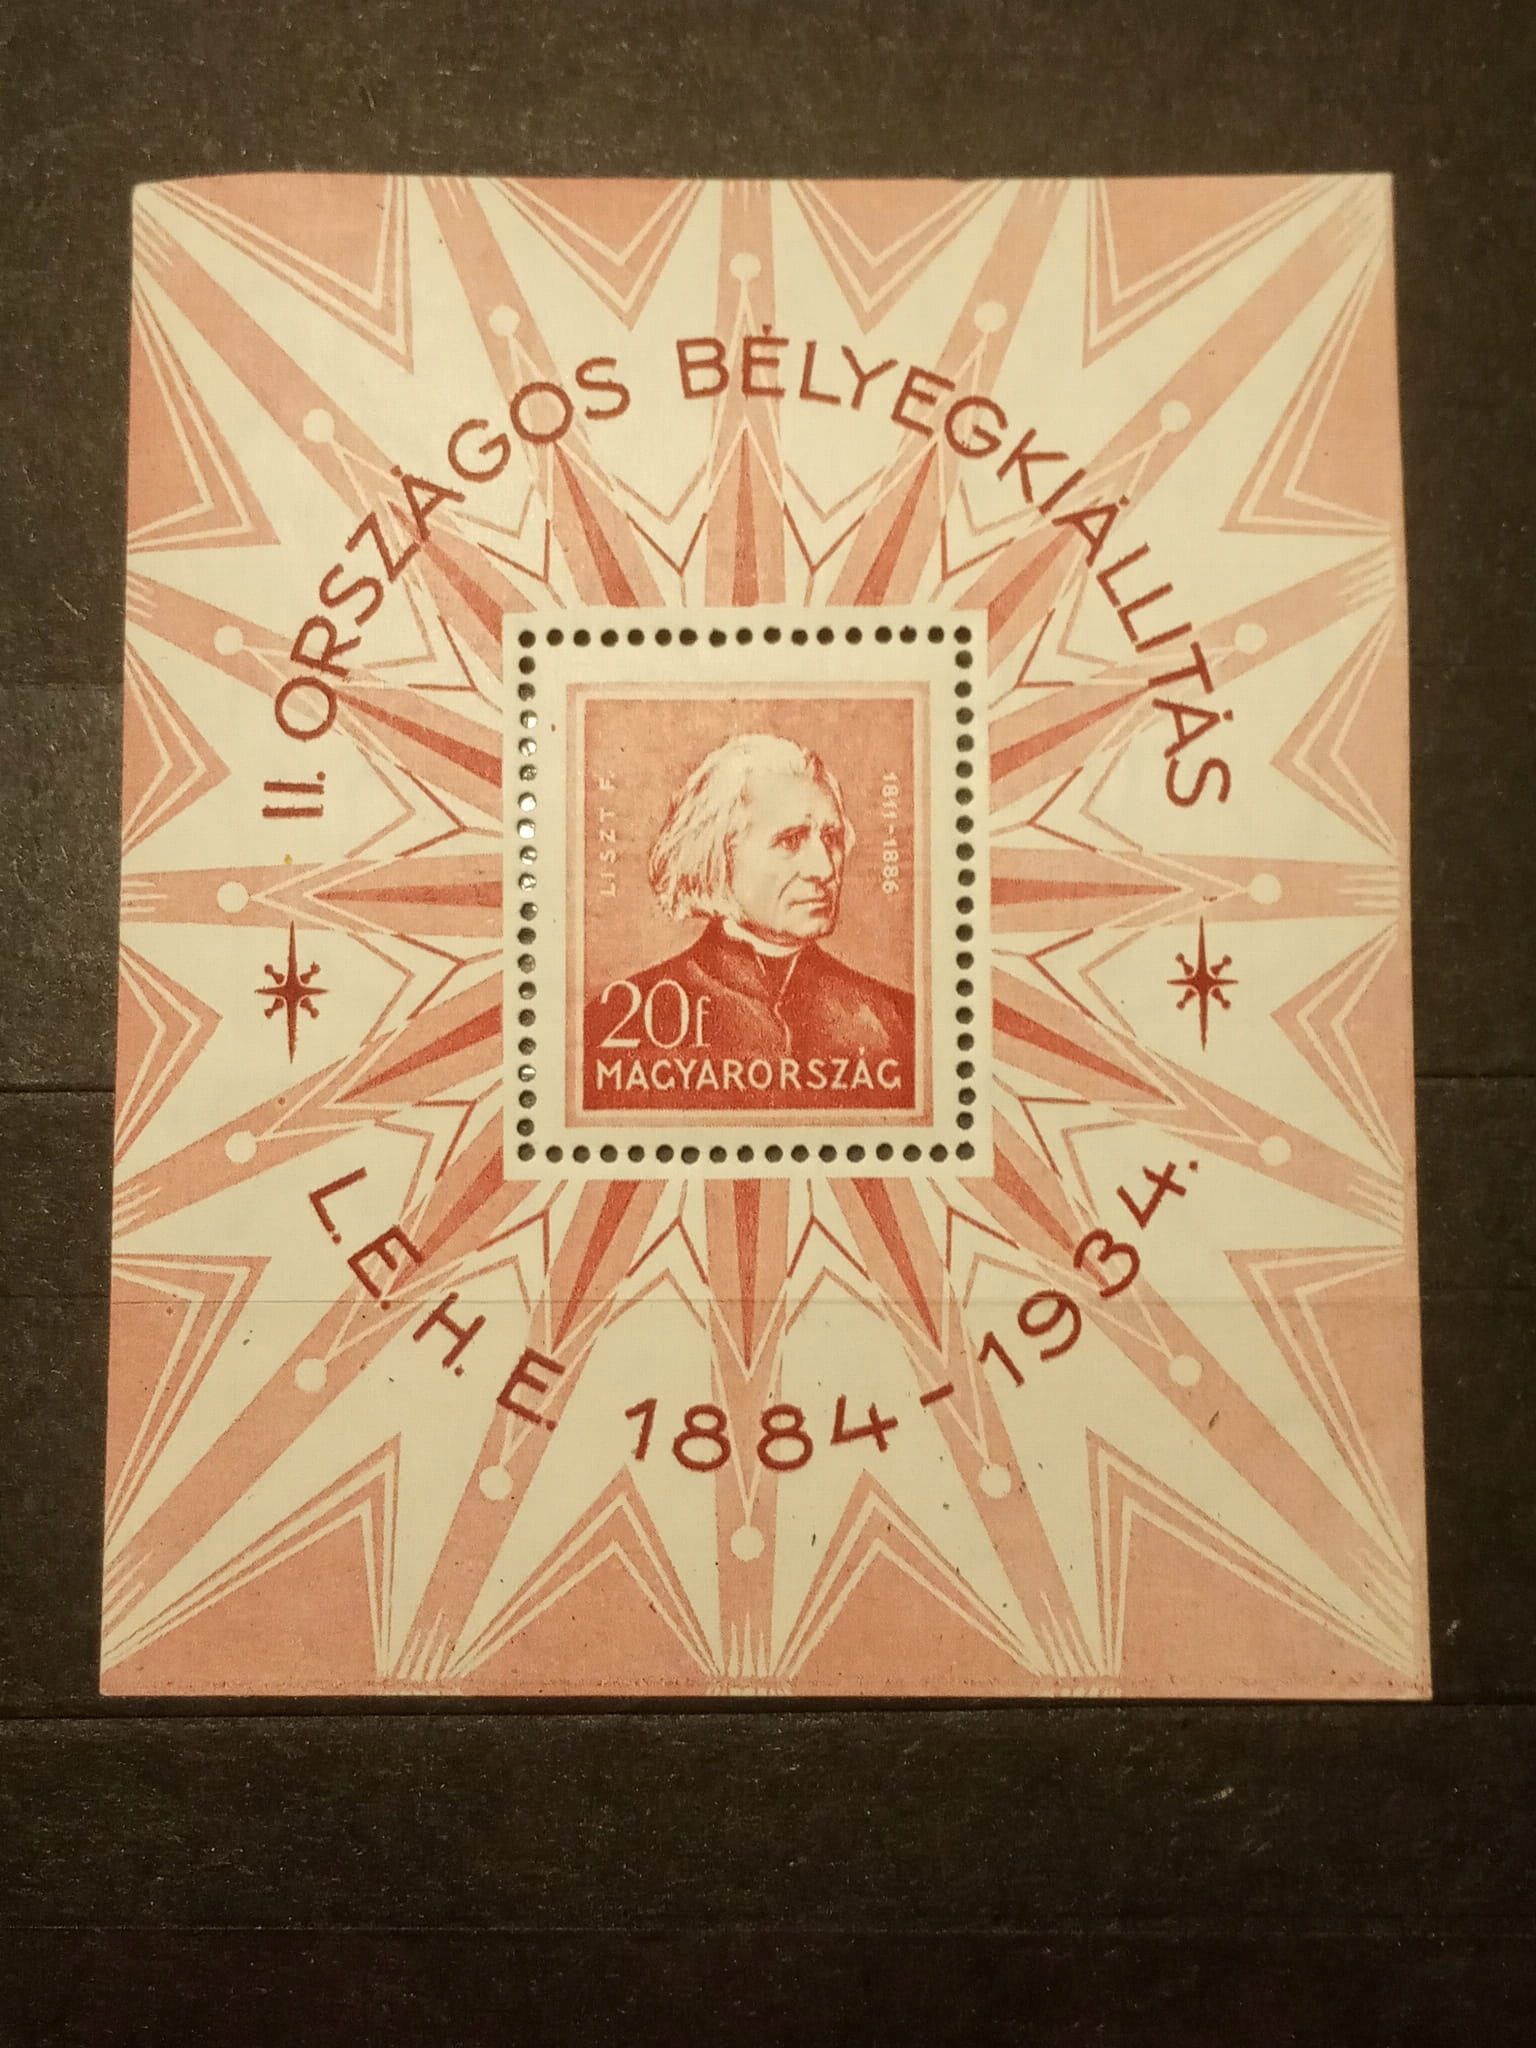 II. ORSZÁGOS BÉLYEGKIÁLLITÁS
LISZT F.
1811-1886
20f
MAGYARORSZÁG
L.E.H.E. 1884-1934.